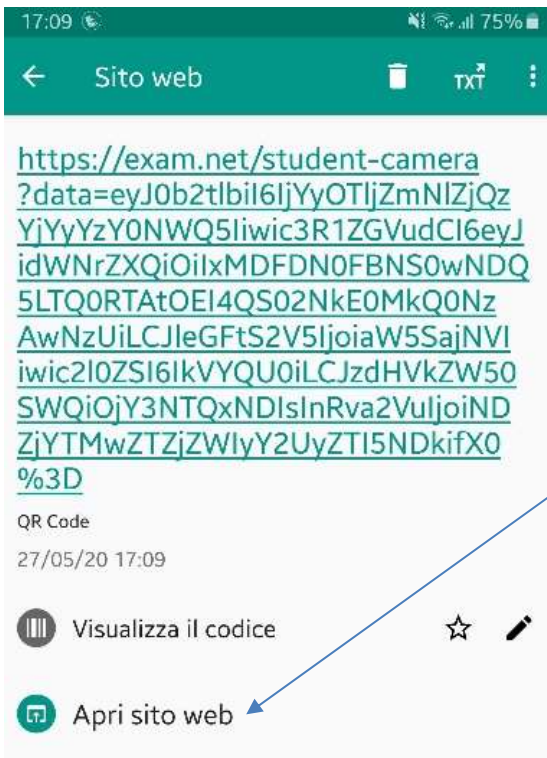 17:09 75%
Sito web TXT
https://exam.net/student-camera
?data=eyJ0b2tlbiI6IjYyOTljZmNlZjQz
YjYyYzY0NWQ5Iiwic3R1ZGVudCI6eyJ
idWNrZXQiOiIxMDFDN0FBNS0wNDQ
5LTQ0RTAtOEI4QS02NkE0MkQ0Nz
AwNzUiLCJleGFtS2V5IjoiaW5SajNVI
iwic2l0ZSI6IkVYQU0iLCJzdHVkZW50
SWQiOjY3NTQxNDIsInRva2VuIjoiND
ZjYTMwZTZjZWIyY2UyZTI5NDkifX0
%3D
QR Code
27/05/20 17:09
Visualizza il codice
Apri sito web